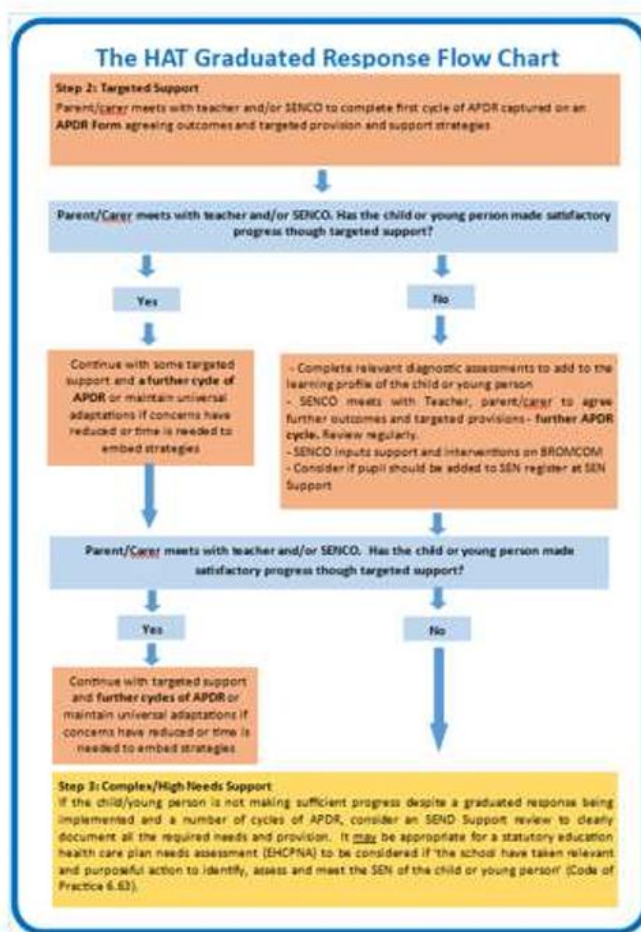 The HAT Graduated Response Flow Chart
Step 2: Targeted Support
Parent/carer meets with teacher and/or SENCO to complete first cycle of APDR captured on an
APDR Form agreeing outcomes and targeted provision and support strategies
Parent/Carer meets with teacher and/or SENCO. Has the child or young person made satisfactory
progress though targeted support?
Yes
No
Continue with some targeted
support and a further cycle of
APDR or maintain universal
adaptations if concerns have
reduced or time is needed to
embed strategies
- Complete relevant diagnostic assessments to add to the
learning profile of the child or young person
- SENCO meets with Teacher, parent/carer to agree
further outcomes and targeted provisions - further APDR
cycle. Review regularly.
- SENCO inputs support and interventions on BROMCOM
- Consider if pupil should be added to SEN register at SEN
Support
Parent/Carer meets with teacher and/or SENCO. Has the child or young person made
satisfactory progress though targeted support?
Yes
No
Continue with targeted support
and further cycles of APDR or
maintain universal adaptations if
concerns have reduced or time is
needed to embed strategies
Step 3: Complex/High Needs Support
If the child/young person is not making sufficient progress despite a graduated response being
implemented and a number of cycles of APDR, consider an SEND Support review to clearly
document all the required needs and provision. It may be appropriate for a statutory education
health care plan needs assessment (EHCPNA) to be considered if 'the school have taken relevant
and purposeful action to identify, assess and meet the SEN of the child or young person' (Code of
Practice 6.63).